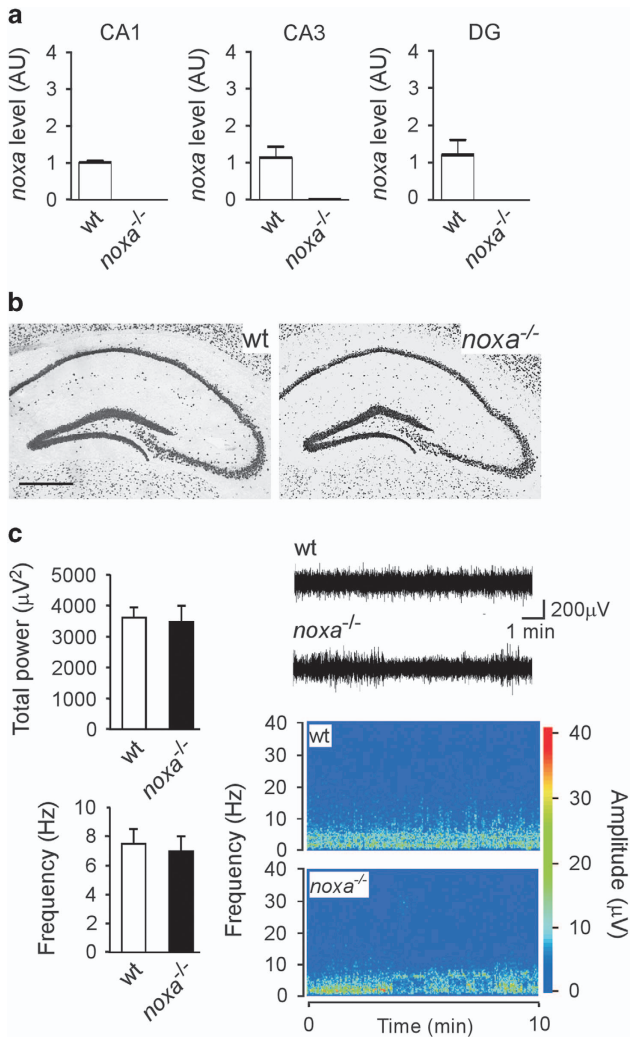 a
CA1
CA3
DG
noxa level (AU)
4
3
2
1
0
wt
noxa-/-
noxa level (AU)
4
3
2
1
0
wt
noxa-/-
noxa level (AU)
4
3
2
1
0
wt
noxa-/-
b
wt
noxa-/-
c
Total power (µV²)
5000
4000
3000
2000
1000
0
wt
noxa-/-
wt
200µV
1 min
noxa-/-
Frequency (Hz)
10
8
6
4
2
0
wt
noxa-/-
Frequency (Hz)
40
30
20
10
0
wt
40
30
20
10
0
noxa-/-
0
Time (min)
10
40
30
20
10
0
Amplitude (µV)